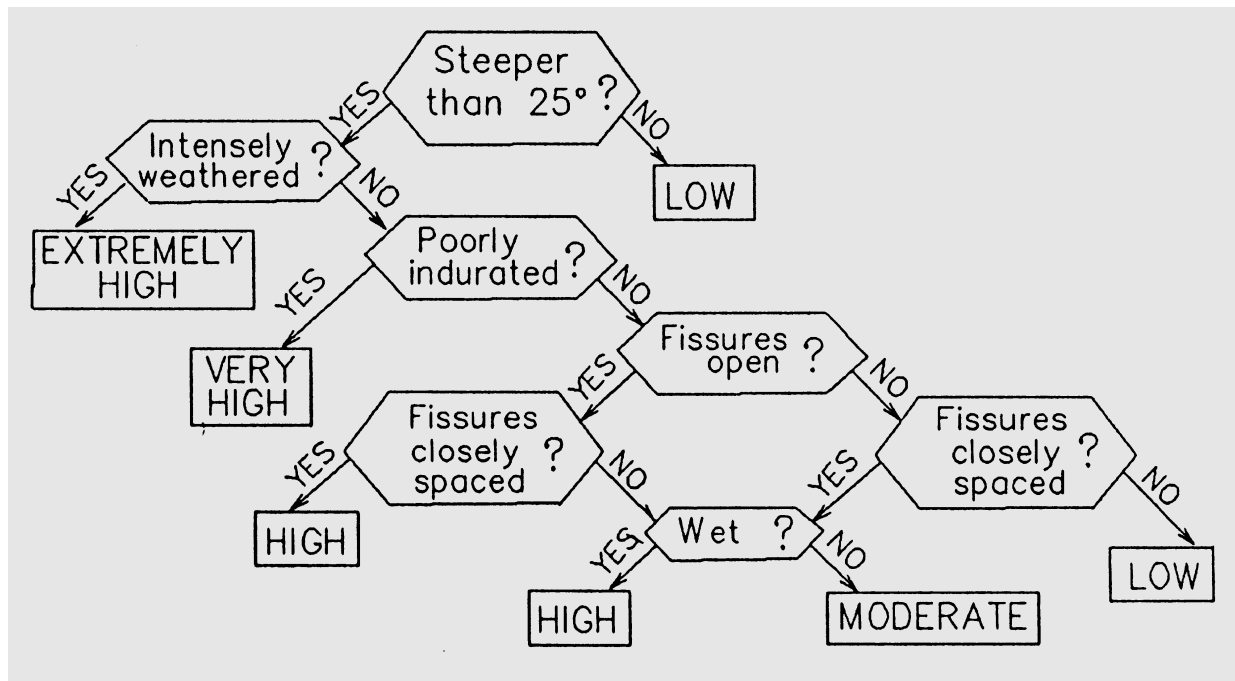 Steeper
than 25° ?
YES
NO
Intensely
weathered ?
LOW
YES
NO
EXTREMELY
HIGH
Poorly
indurated ?
YES
NO
VERY
HIGH
Fissures
open ?
YES
NO
Fissures
closely ?
spaced
Fissures
closely ?
spaced
YES
NO
YES
NO
HIGH
Wet ?
YES
NO
LOW
HIGH
MODERATE